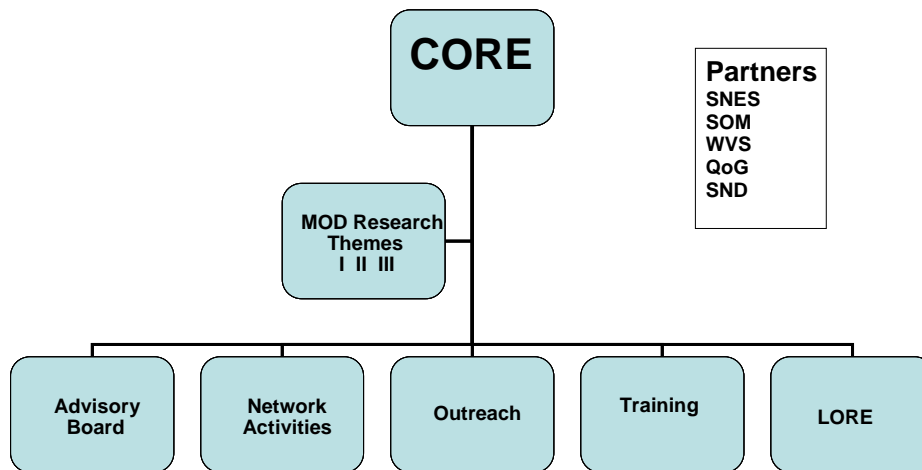 CORE
Partners
SNES
SOM
WVS
QoG
SND
MOD Research
Themes
I II III
Advisory
Board
Network
Activities
Outreach
Training
LORE